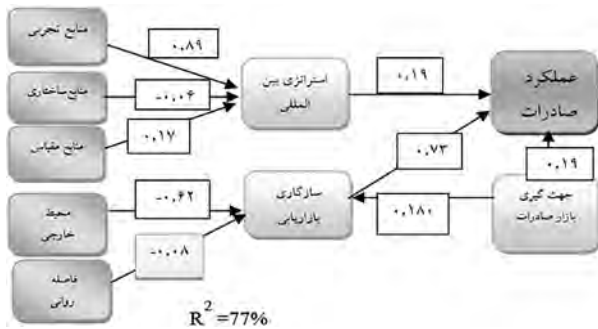 منابع تجربی
۰.۸۹
استراتژی بین
المللی
۰.۱۹
عملکرد
صادرات
منابع ساختاری
-۰.۰۶
منابع مقیاس
۰.۱۷
۰.۷۳
۰.۱۹
محیط
خارجی
-۰.۶۲
سازگاری
بازاریابی
۰.۱۸۰
جهت گیری
بازار صادرات
فاصله
روانی
-۰.۰۸
R² =77%